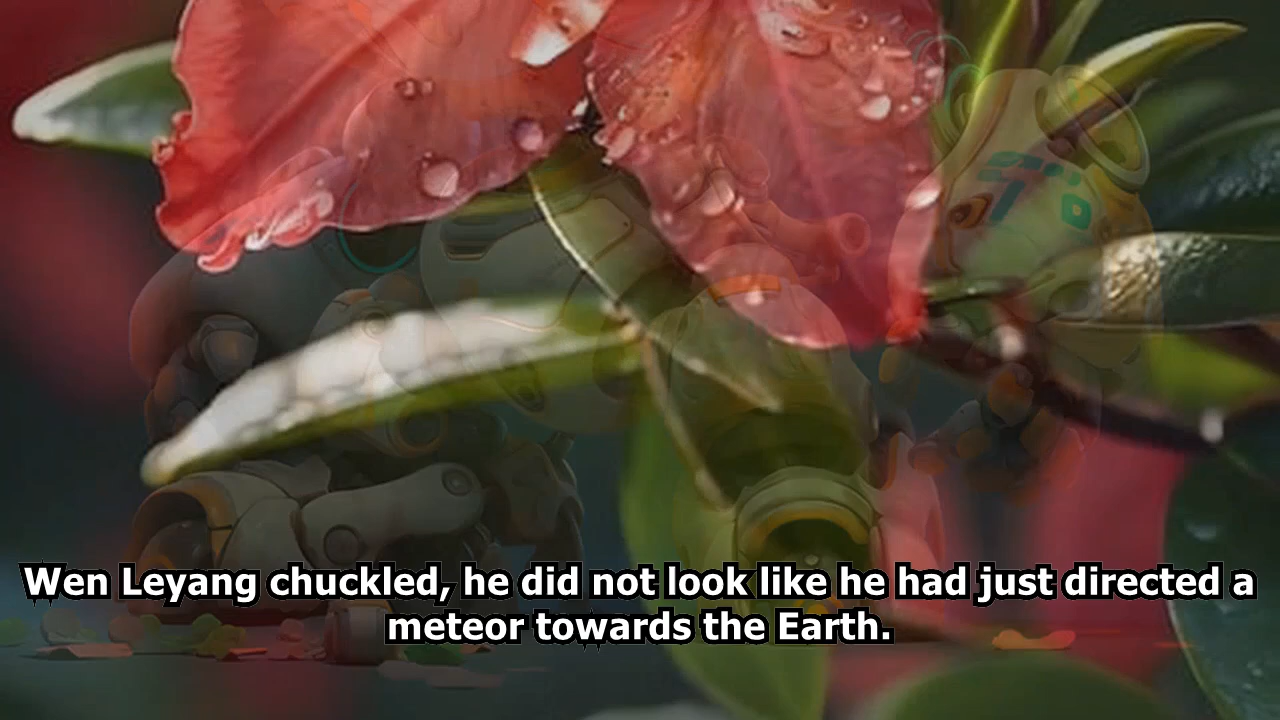 Wen Leyang chuckled, he did not look like he had just directed a
meteor towards the Earth.